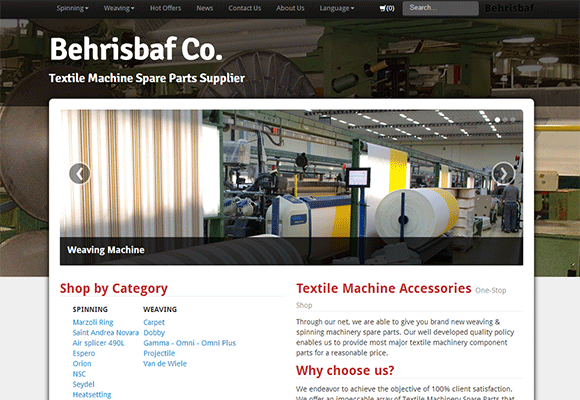 Spinning Weaving Hot Offers News Contact Us About Us Language (0) Search... Behrisbaf
Behrisbaf Co.
Textile Machine Spare Parts Supplier
Weaving Machine
Shop by Category
SPINNING
Marzoli Ring
Saint Andrea Novara
Air splicer 490L
Espero
Orion
NSC
Seydel
Heatsetting
WEAVING
Carpet
Dobby
Gamma - Omni - Omni Plus
Projectile
Van de Wiele
Textile Machine Accessories One-Stop
Shop
Through our net, we are able to give you brand new weaving &
spinning machinery spare parts. Our well developed quality policy
enables us to provide most major textile machinery component
parts for a reasonable price.
Why choose us?
We endeavor to achieve the objective of 100% client satisfaction.
We offer an impeccable array of Textile Machinery Spare Parts that